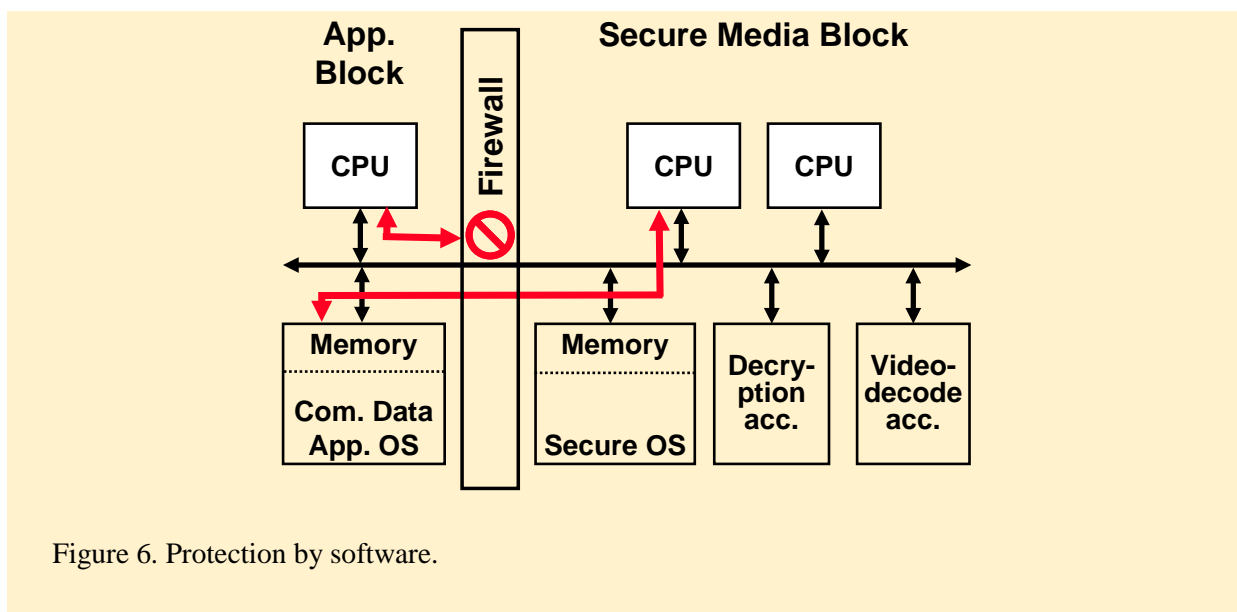 App.
Block
Secure Media Block
Firewall
CPU
CPU
CPU
Memory
Com. Data
App. OS
Memory
Secure OS
Decry-
ption
acc.
Video-
decode
acc.
Figure 6. Protection by software.